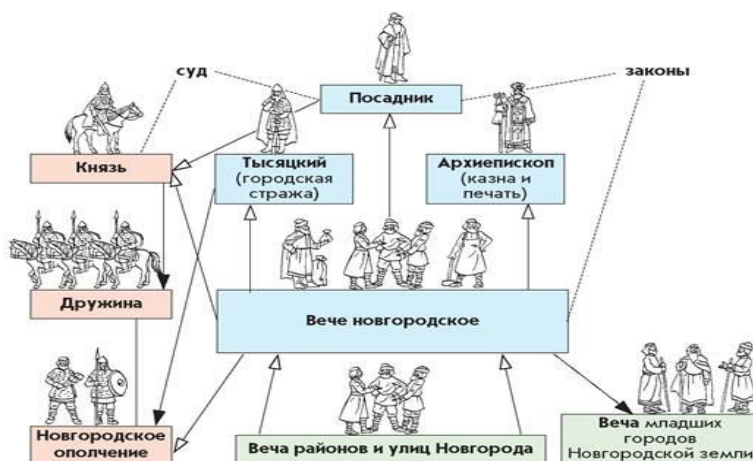 суд
законы
Посадник
Князь
Тысяцкий
(городская
стража)
Архиепископ
(казна и
печать)
Дружина
Вече новгородское
Новгородское
ополчение
Веча районов и улиц Новгорода
Веча младших
городов
Новгородской земли